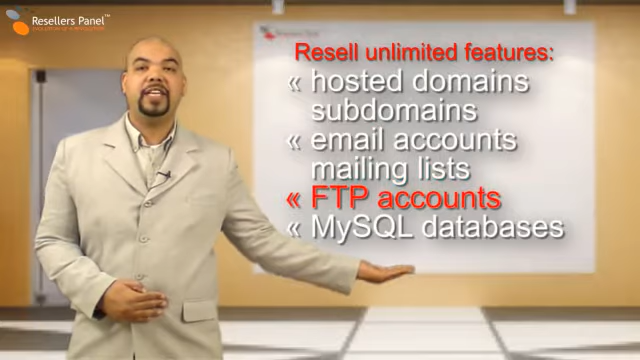 Resellers Panel™
Resell unlimited features:
« hosted domains
subdomains
« email accounts
mailing lists
« FTP accounts
« MySQL databases